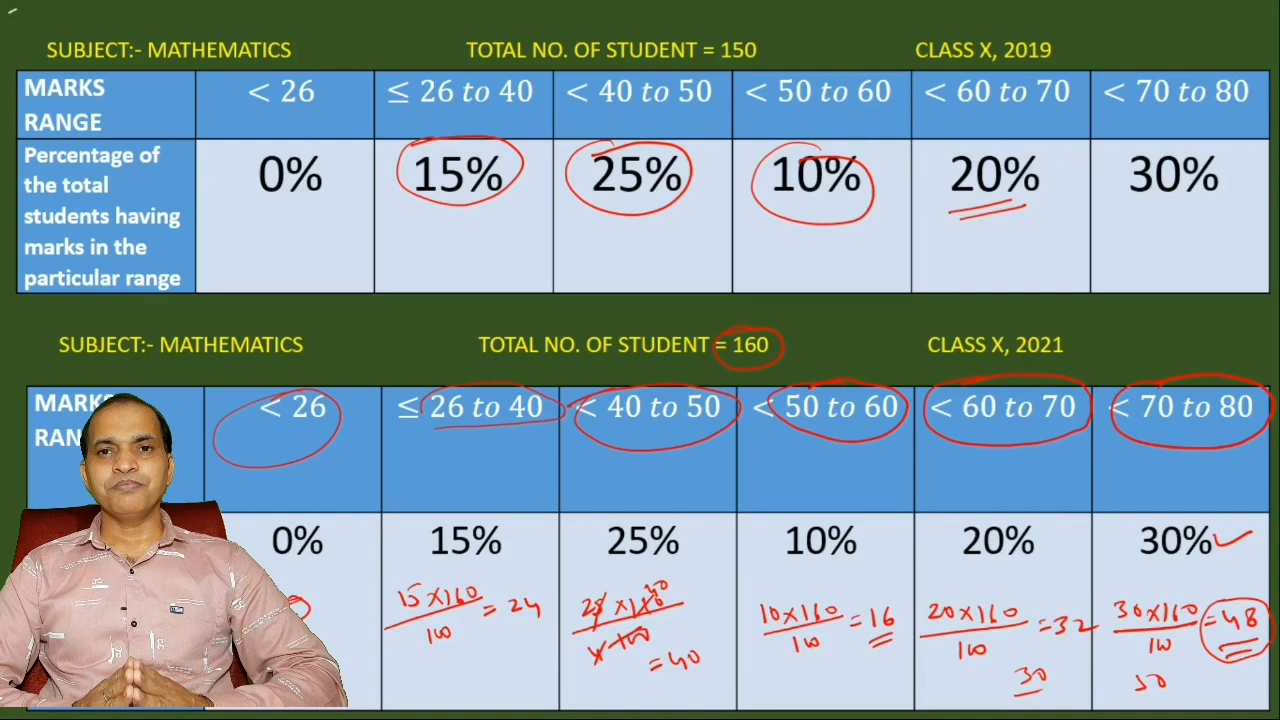 SUBJECT:- MATHEMATICS TOTAL NO. OF STUDENT = 150 CLASS X, 2019
MARKS RANGE < 26 ≤ 26 to 40 < 40 to 50 < 50 to 60 < 60 to 70 < 70 to 80
Percentage of 0% 15% 25% 10% 20% 30%
the total
students having
marks in the
particular range
SUBJECT:- MATHEMATICS TOTAL NO. OF STUDENT = 160 CLASS X, 2021
< 26 ≤ 26 to 40 < 40 to 50 < 50 to 60 < 60 to 70 < 70 to 80
0% 15% 25% 10% 20% 30%
15×160/100 = 24
= 40
10×160/100 = 16
20×160/100 = 32
30
30×160/100 = 48
50